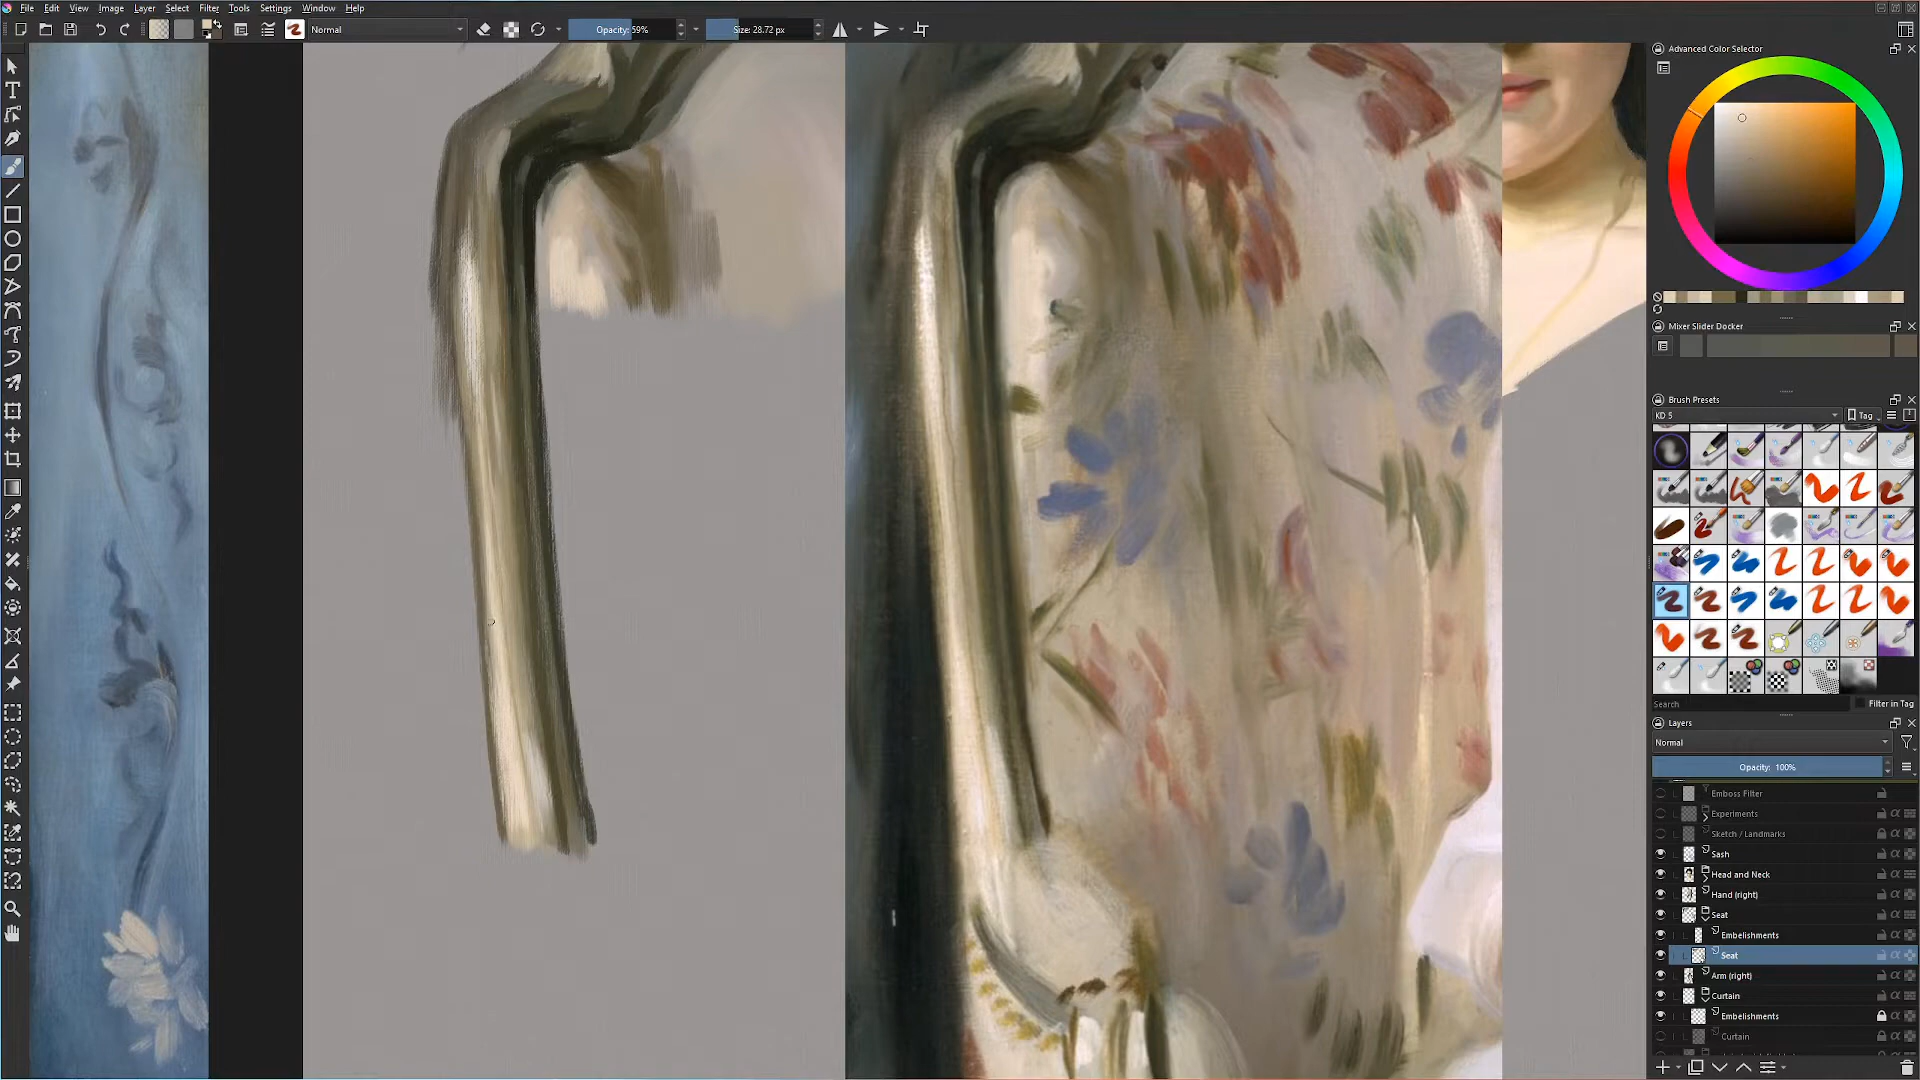 File Edit View Image Layer Select Filter Tools Settings Window Help
Normal Opacity: 59% Size: 28.72 px
Advanced Color Selector
Mixer Slider Docker
Brush Presets
KD 5 Tag
Search Filter in Tag
Layers
Normal
Opacity: 100%
Emboss Filter
Experiments
Sketch / Landmarks
Sash
Head and Neck
Hand (right)
Seat
Embelishments
Seat
Arm (right)
Curtain
Embelishments
Curtain